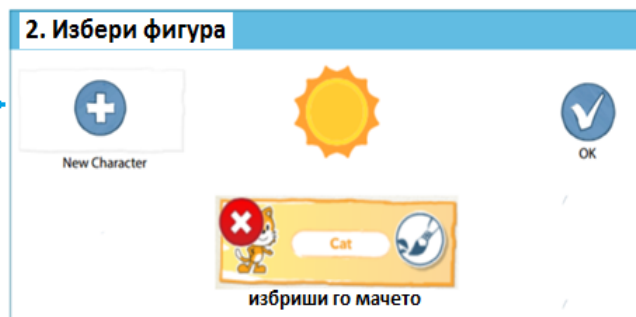 2. Избери фигура
New Character
OK
Cat
избриши го мачето